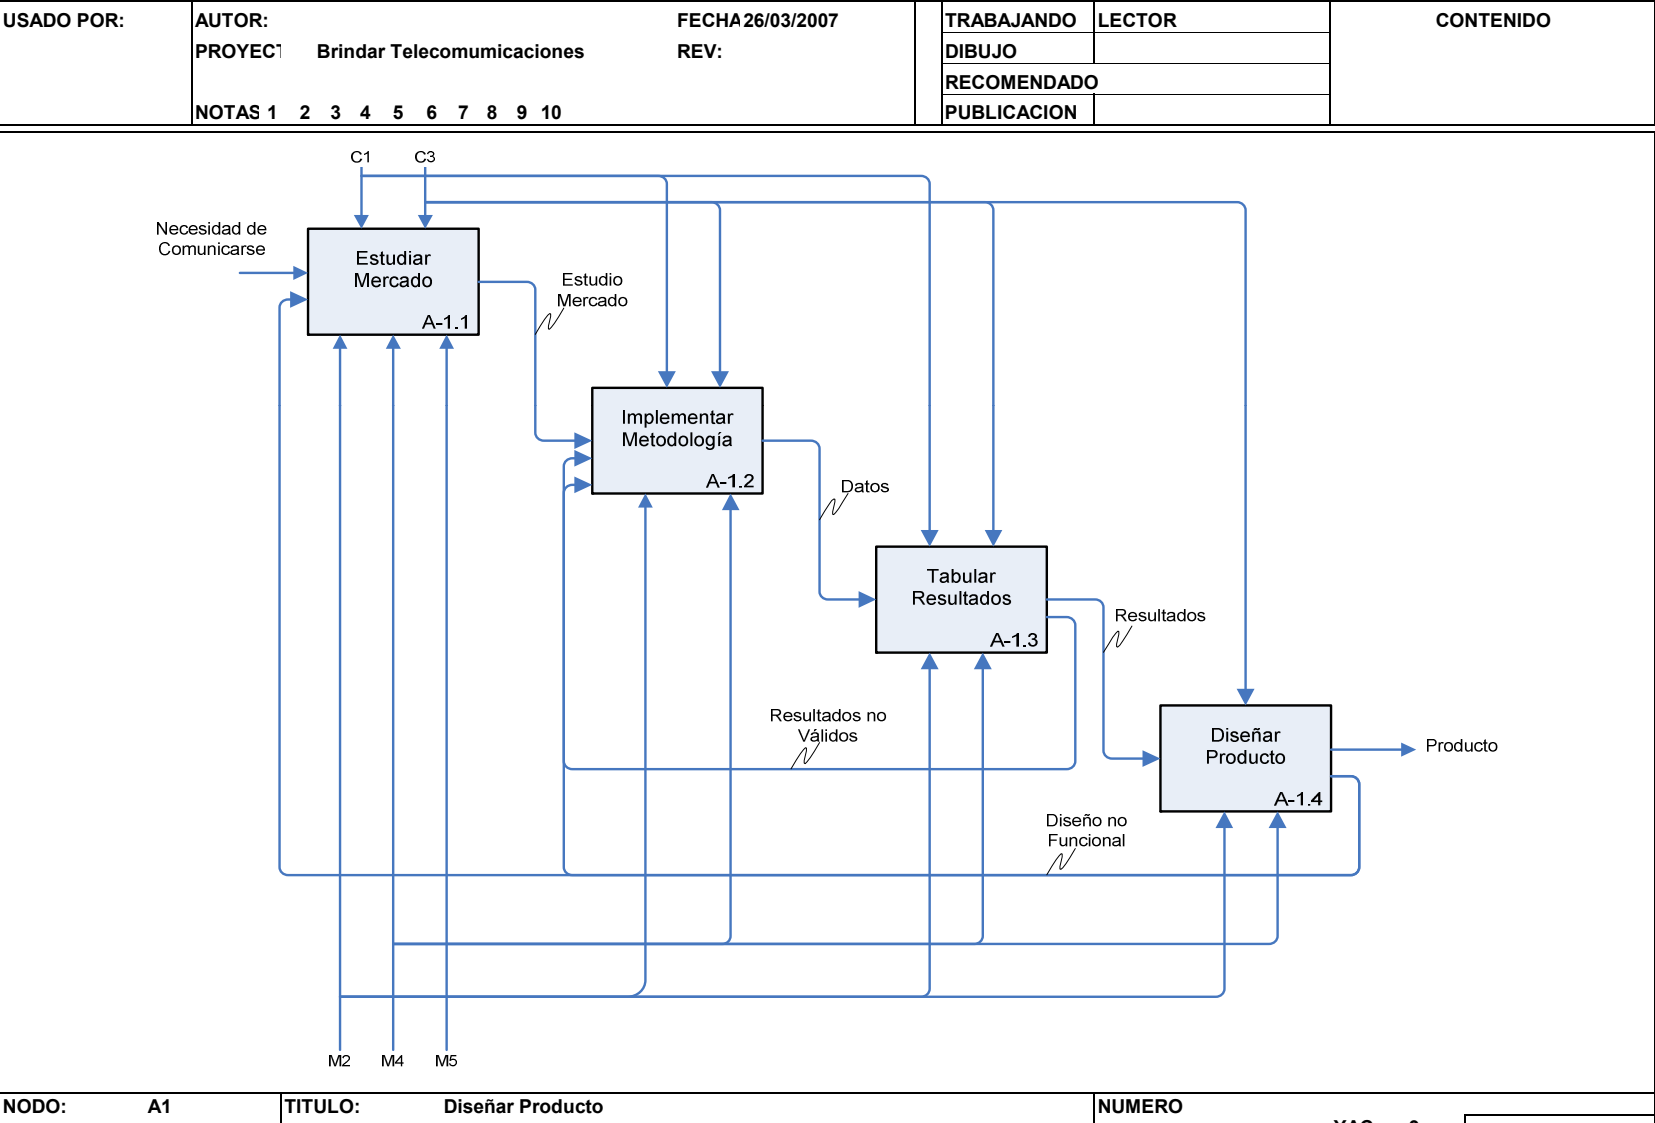 USADO POR:
AUTOR:
FECHA 26/03/2007
PROYECT Brindar Telecomumicaciones
REV:
NOTAS 1 2 3 4 5 6 7 8 9 10
TRABAJANDO
LECTOR
CONTENIDO
DIBUJO
RECOMENDADO
PUBLICACION
C1
C3
Necesidad de
Comunicarse
Estudiar
Mercado
A-1.1
Estudio
Mercado
Implementar
Metodología
A-1.2
Datos
Tabular
Resultados
A-1.3
Resultados
Resultados no
Válidos
Diseñar
Producto
A-1.4
Producto
Diseño no
Funcional
M2
M4
M5
NODO: A1
TITULO: Diseñar Producto
NUMERO